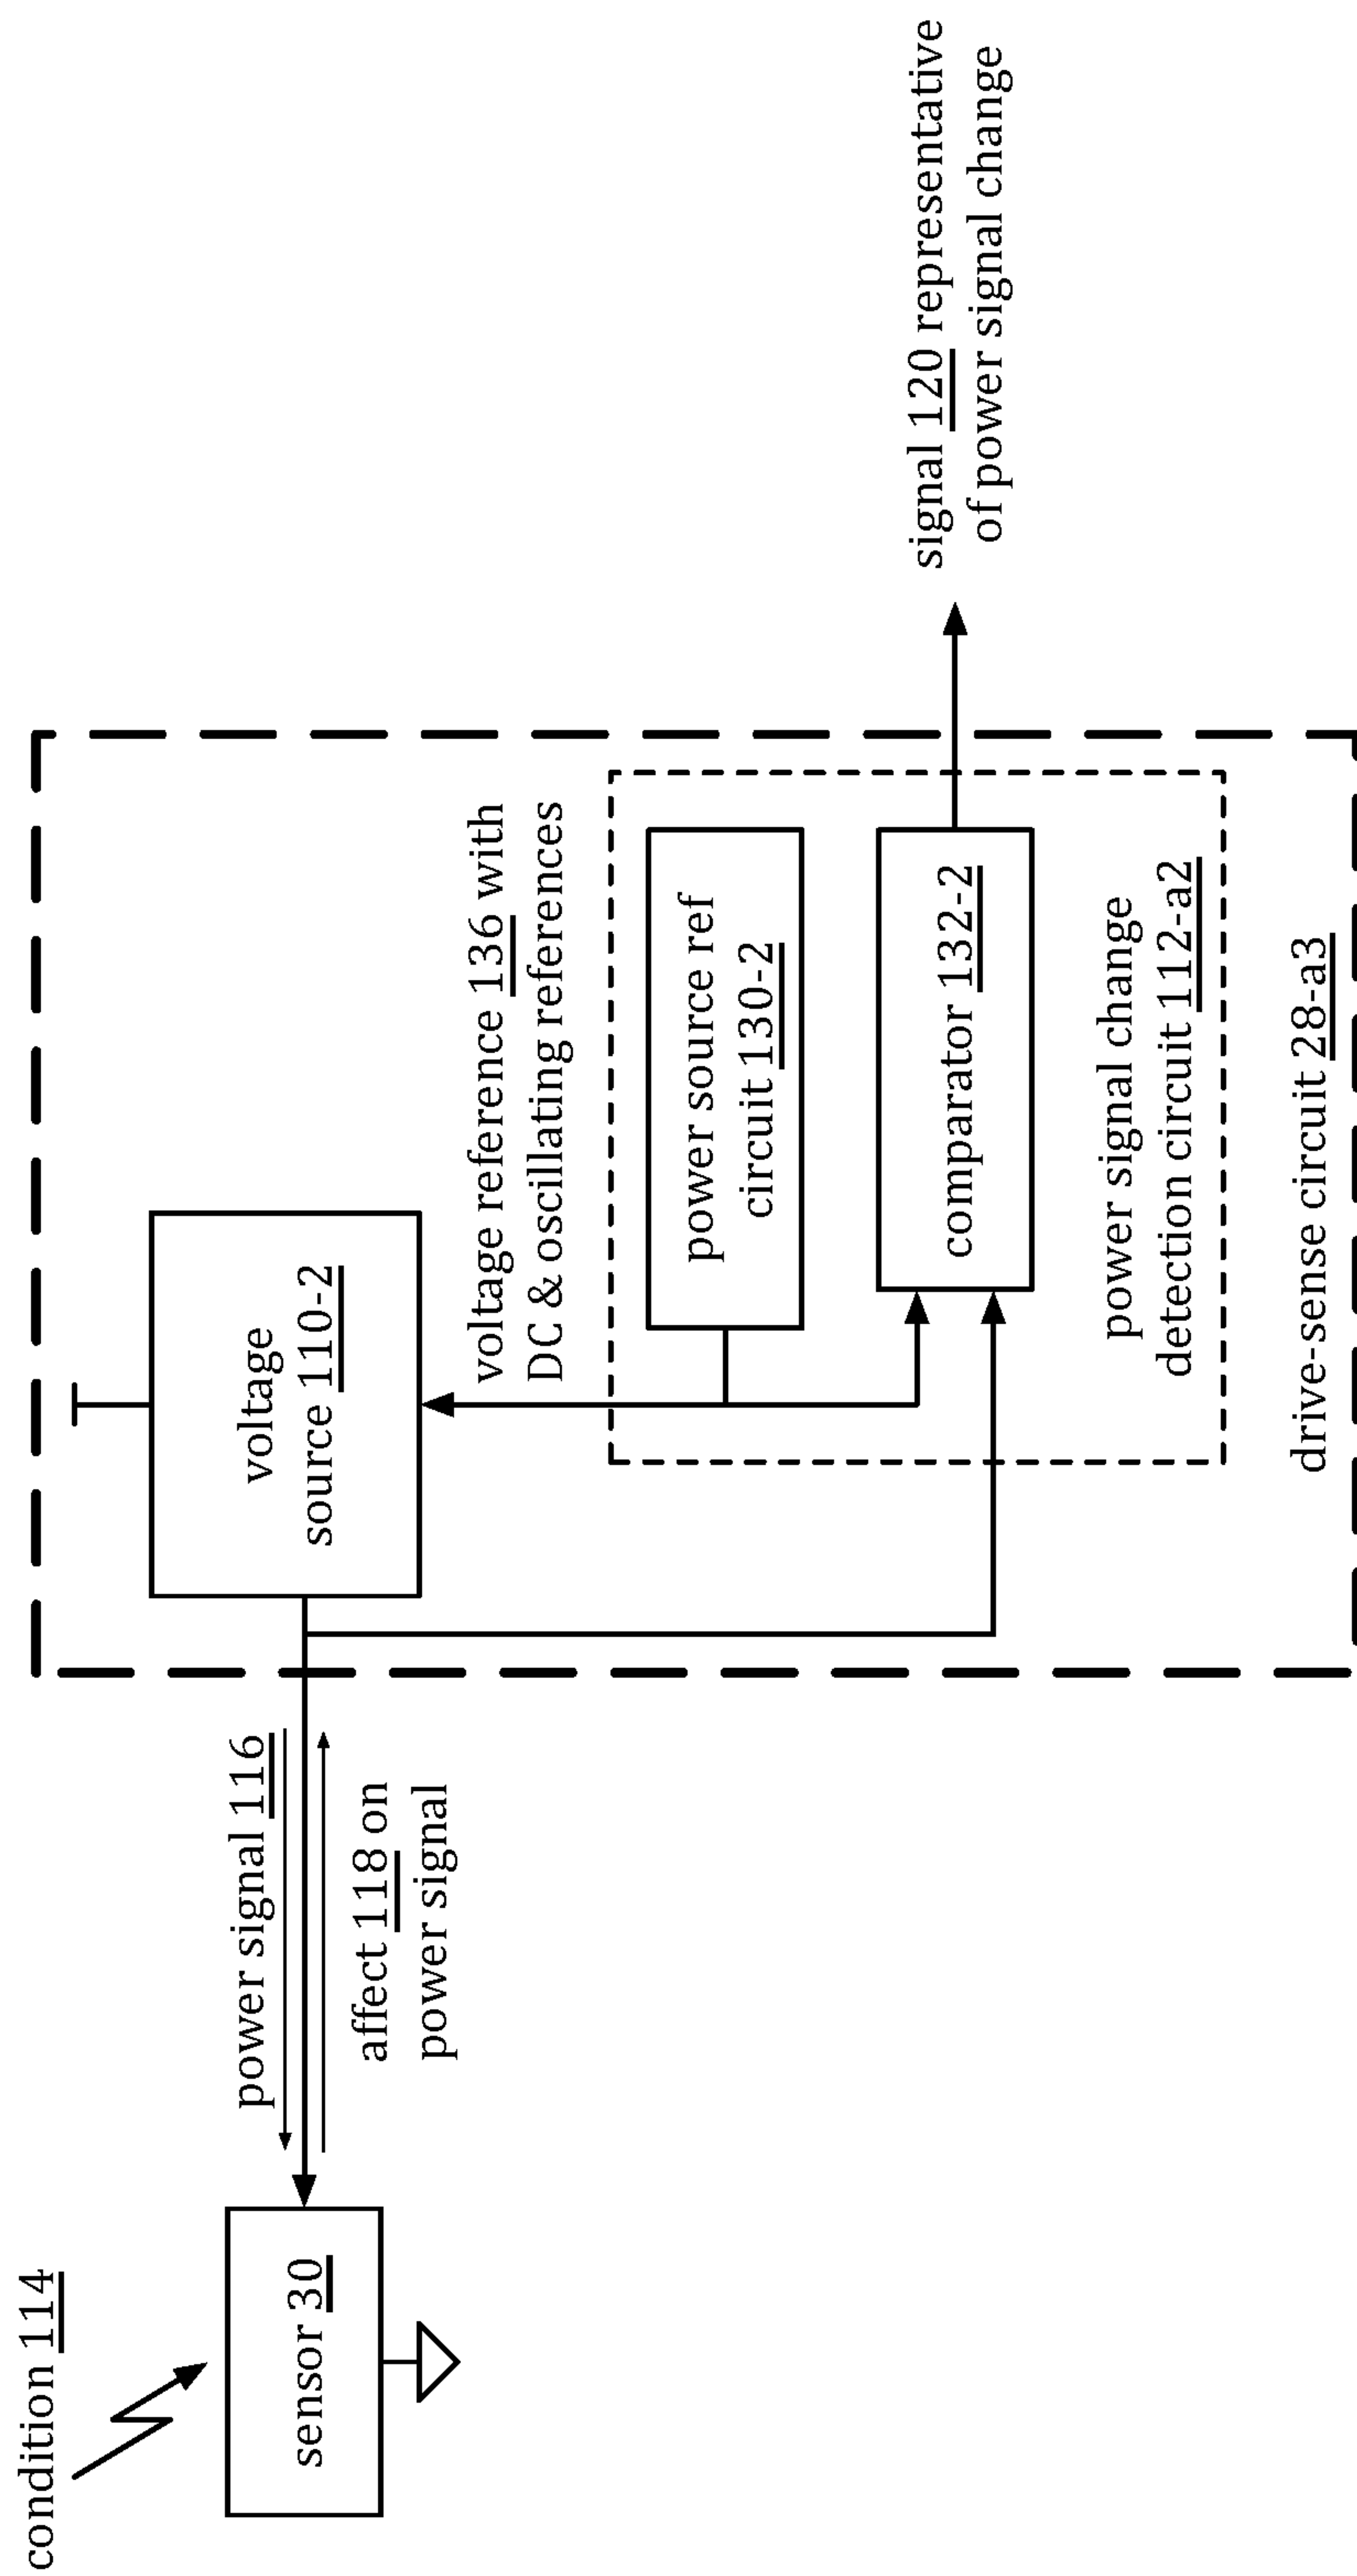 condition 114
sensor 30
power signal 116
affect 118 on
power signal
voltage
source 110-2
voltage reference 136 with
DC & oscillating references
power source ref
circuit 130-2
comparator 132-2
power signal change
detection circuit 112-a2
drive-sense circuit 28-a3
signal 120 representative
of power signal change